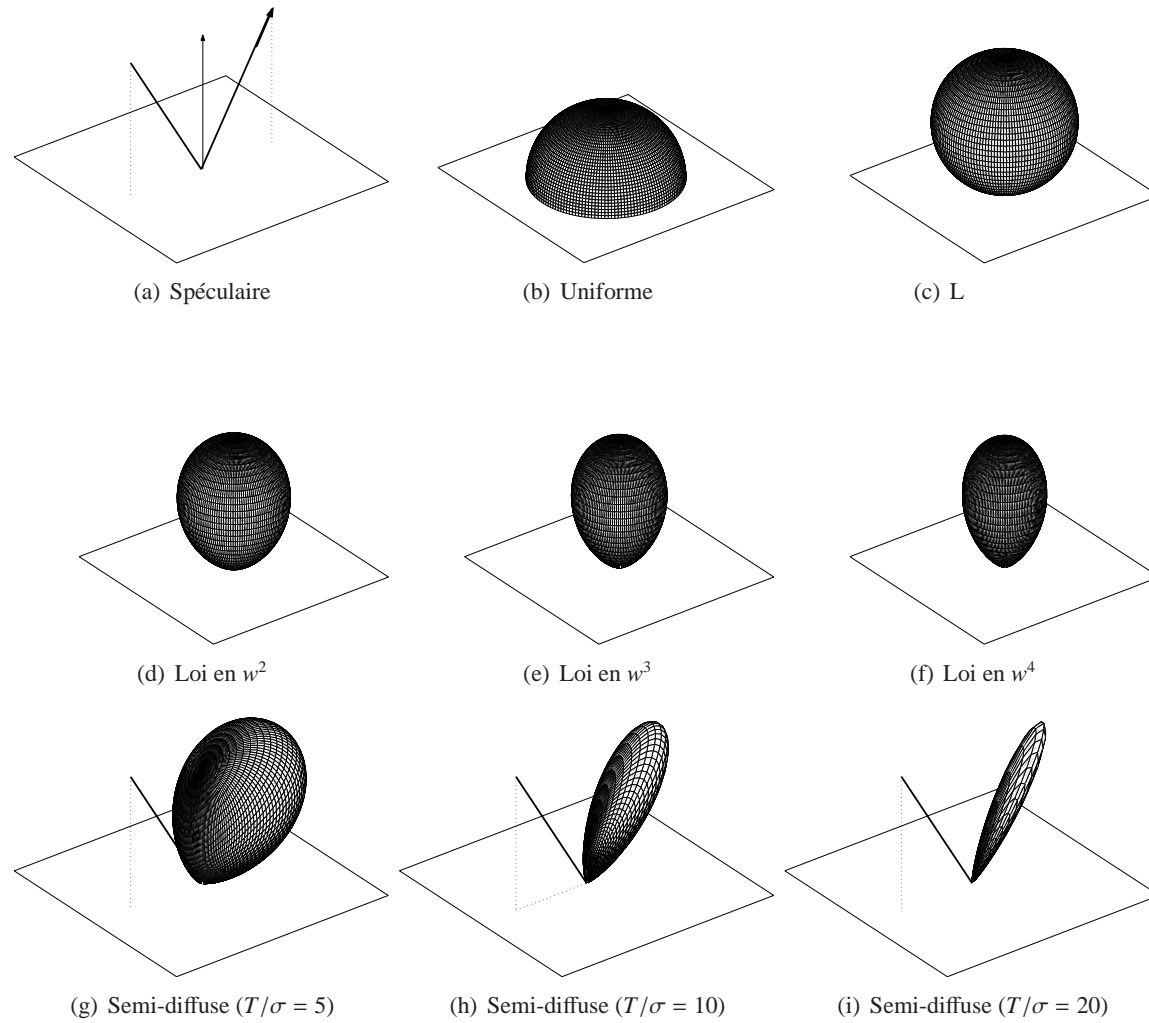 (a) Spéculaire
(b) Uniforme
(c) L
(d) Loi en w²
(e) Loi en w³
(f) Loi en w⁴
(g) Semi-diffuse (T/σ = 5)
(h) Semi-diffuse (T/σ = 10)
(i) Semi-diffuse (T/σ = 20)